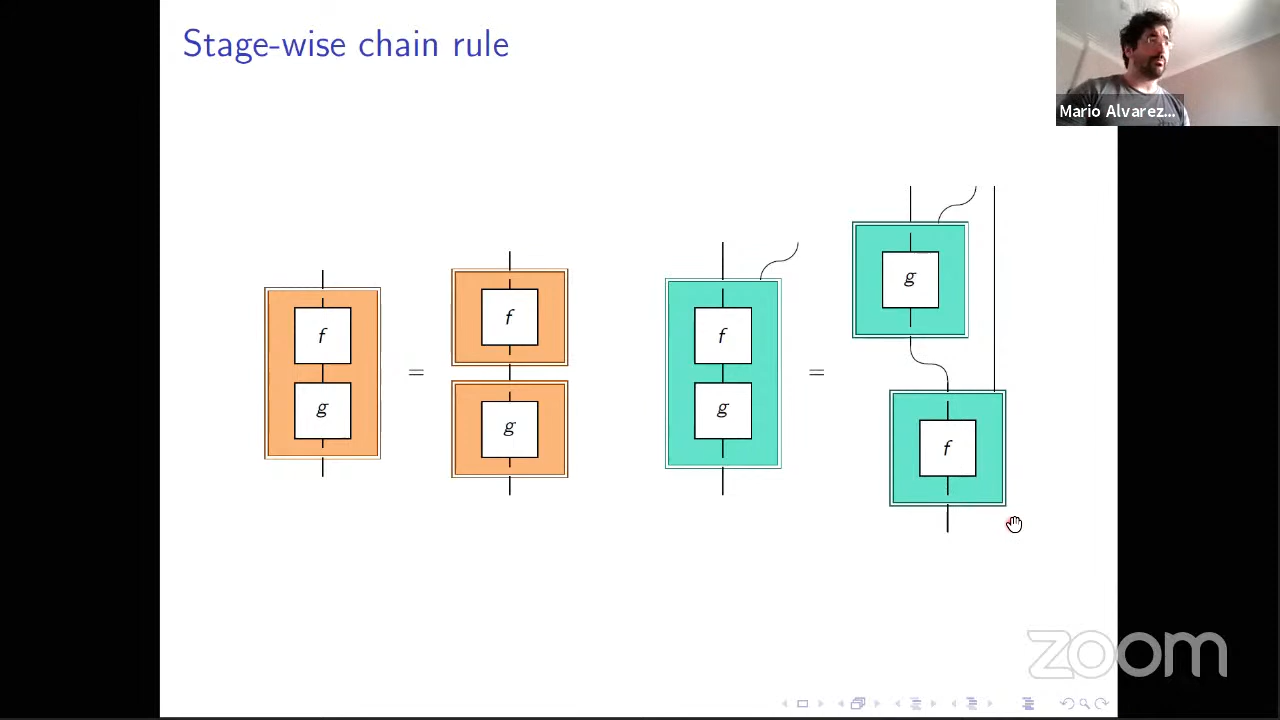 Stage-wise chain rule
Mario Alvarez...
f
g
=
f
g
f
g
=
g
f
zoom